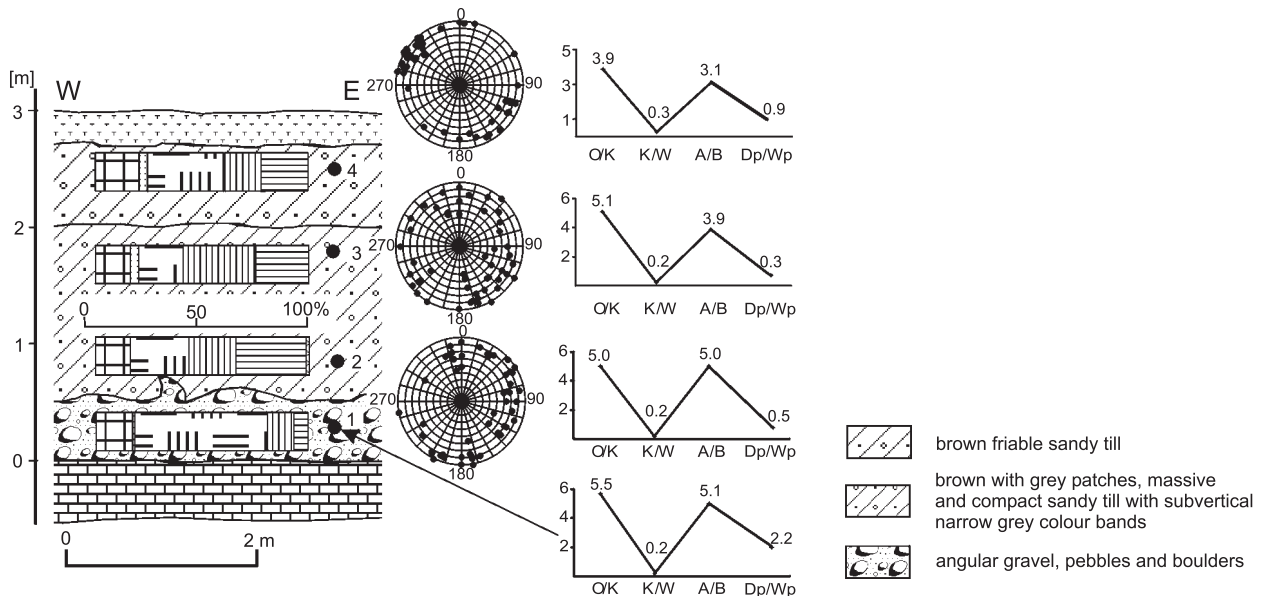 [m]
W
E
3
2
1
0
4
3
0
50
100%
2
1
0
2 m
0
270
90
180
0
270
90
180
0
270
90
180
5
3
1
3.9
0.3
3.1
0.9
O/K
K/W
A/B
Dp/Wp
6
4
2
5.1
0.2
3.9
0.3
O/K
K/W
A/B
Dp/Wp
6
4
2
5.0
0.2
5.0
0.5
O/K
K/W
A/B
Dp/Wp
6
4
2
5.5
0.2
5.1
2.2
O/K
K/W
A/B
Dp/Wp
brown friable sandy till
brown with grey patches, massive
and compact sandy till with subvertical
narrow grey colour bands
angular gravel, pebbles and boulders